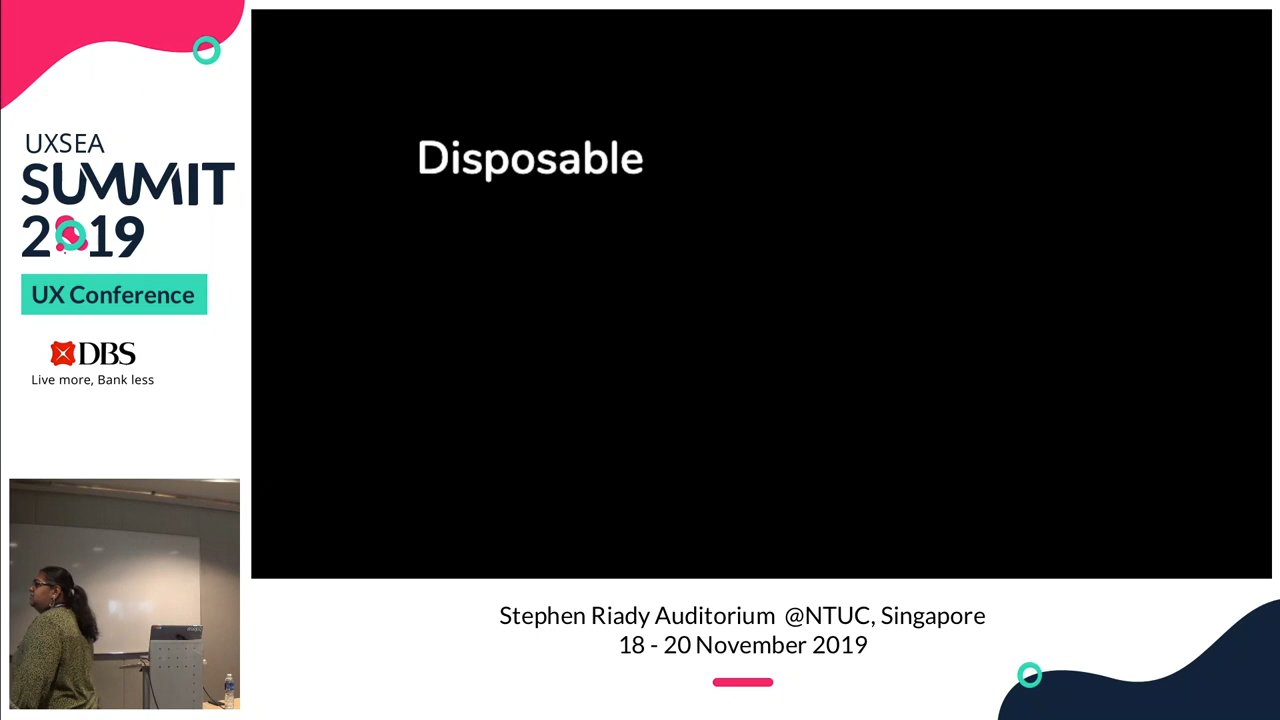 UXSEA
SUMMIT
2019
UX Conference
DBS
Live more, Bank less
Disposable
Stephen Riady Auditorium @NTUC, Singapore
18 - 20 November 2019